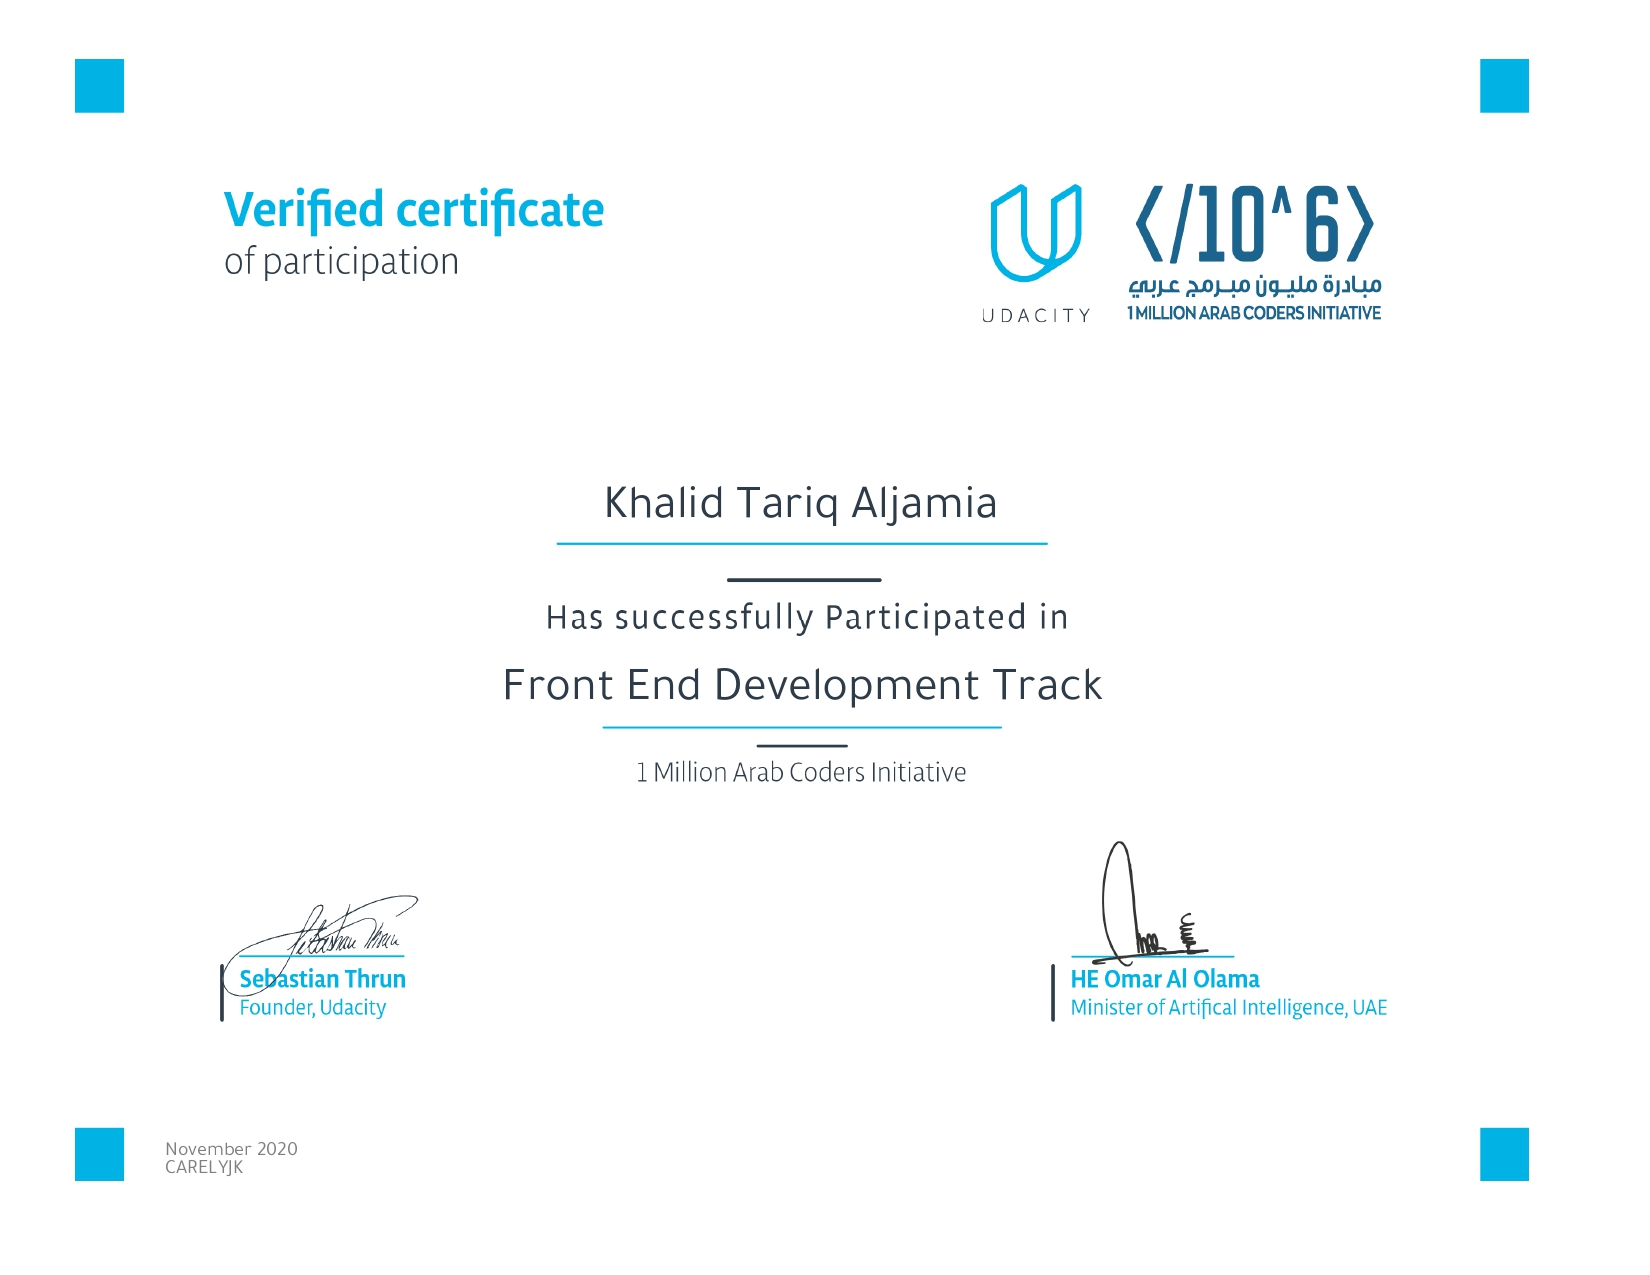 Verified certificate
of participation
UDACITY
</10^6>
مبادرة مليون مبرمج عربي
1 MILLION ARAB CODERS INITIATIVE
Khalid Tariq Aljamia
Has successfully Participated in
Front End Development Track
1 Million Arab Coders Initiative
Sebastian Thrun
Sebastian Thrun
Founder, Udacity
HE Omar Al Olama
Minister of Artifical Intelligence, UAE
November 2020
CARELYJK